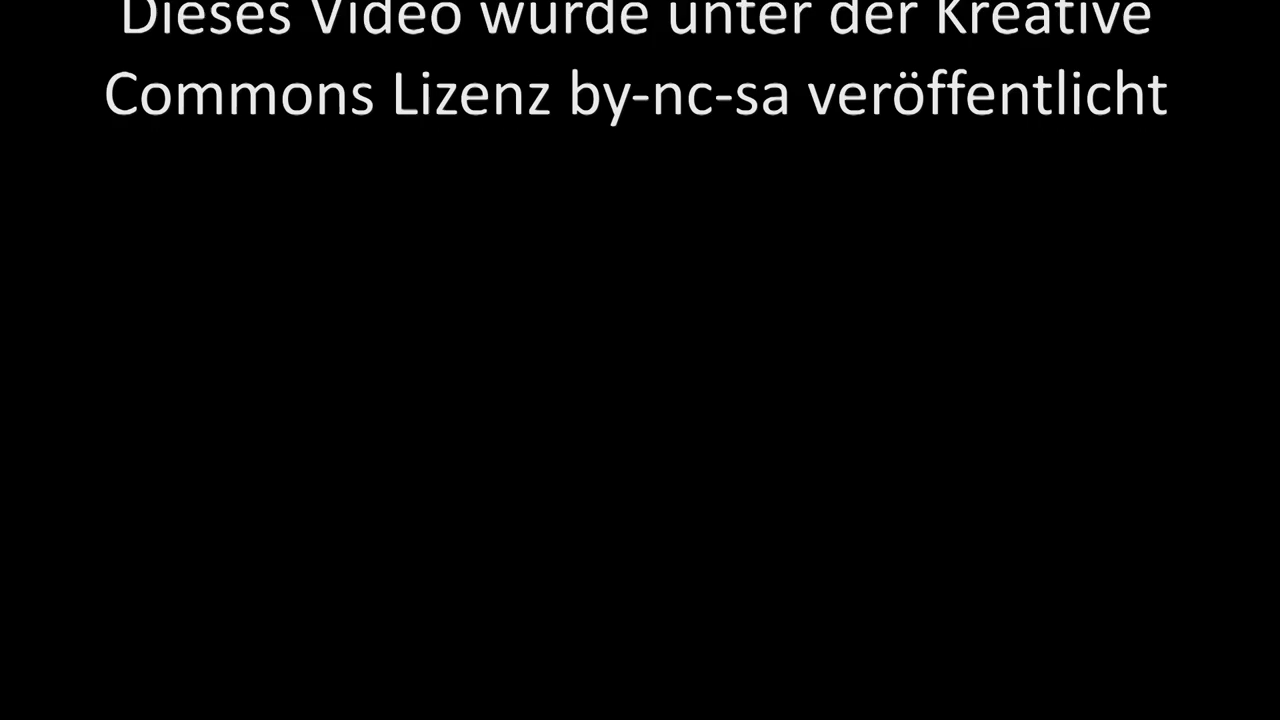 Dieses Video wurde unter der Kreative
Commons Lizenz by-nc-sa veröffentlicht